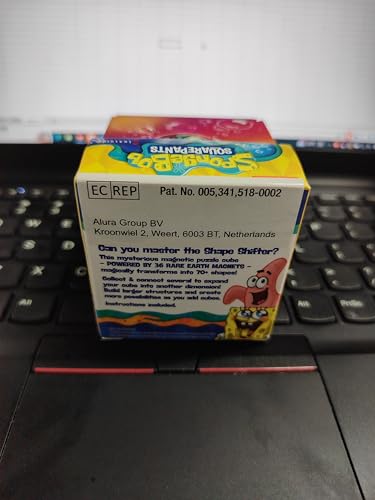 SPONGEBOB
SQUAREPANTS
EC REP
Pat. No. 005,341,518-0002
Alura Group BV
Kroonwiel 2, Weert, 6003 BT, Netherlands
Can you master the Shape Shifter?
This mysterious magnetic puzzle cube
- POWERED BY 36 RARE EARTH MAGNETS -
magically transforms into 70+ shapes!
Collect & connect several to expand
your cube into another dimension!
Build larger structures and create
more possibilities as you add cubes.
Instructions included.
Alt
Alt
PrtSc